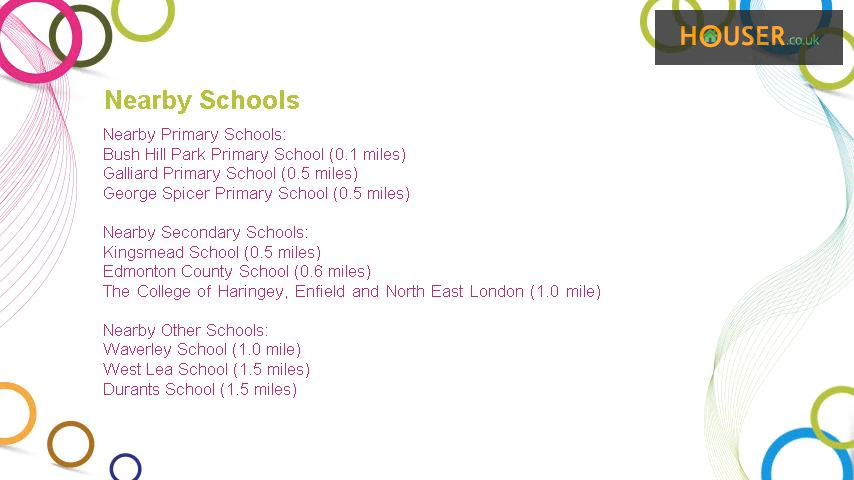 HOUSER.co.uk
Nearby Schools
Nearby Primary Schools:
Bush Hill Park Primary School (0.1 miles)
Galliard Primary School (0.5 miles)
George Spicer Primary School (0.5 miles)
Nearby Secondary Schools:
Kingsmead School (0.5 miles)
Edmonton County School (0.6 miles)
The College of Haringey, Enfield and North East London (1.0 mile)
Nearby Other Schools:
Waverley School (1.0 mile)
West Lea School (1.5 miles)
Durants School (1.5 miles)